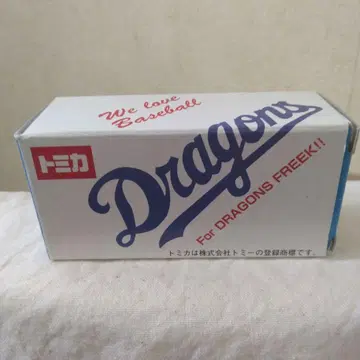 We love
Baseball
トミカ
Dragons
For DRAGONS FREEK!!
トミカは株式会社トミーの登録商標です。